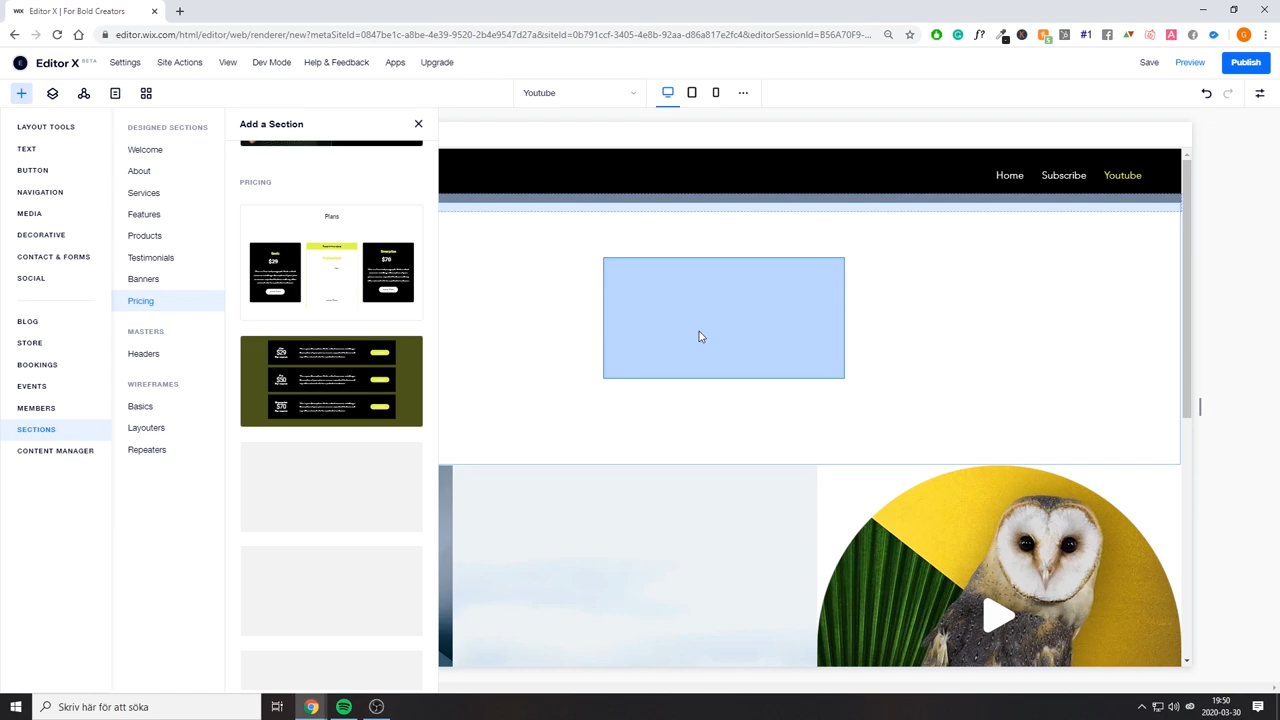 WiX
Editor X | For Bold Creators
editor.wix.com/html/editor/web/renderer/new?metaSiteId=0847be1c-a8be-4e39-9520-2b4e9547d27a&siteId=0b791ccf-3405-4e8b-92aa-d86a817e2fc4&editorSessionId=B56A70F9-...
#1
G
E
Editor X BETA
Settings
Site Actions
View
Dev Mode
Help & Feedback
Apps
Upgrade
Save
Preview
Publish
Youtube
LAYOUT TOOLS
TEXT
BUTTON
NAVIGATION
MEDIA
DECORATIVE
CONTACT & FORMS
SOCIAL
BLOG
STORE
BOOKINGS
EVENTS
MEMBERS
SECTIONS
CONTENT MANAGER
DESIGNED SECTIONS
Welcome
About
Services
Features
Products
Testimonials
Banners
Pricing
MASTERS
Headers
WIREFRAMES
Basics
Layouters
Repeaters
Add a Section
PRICING
Plans
$29
$70
$29
$50
$70
Home
Subscribe
Youtube
Skriv här för att söka
19:50
2020-03-30